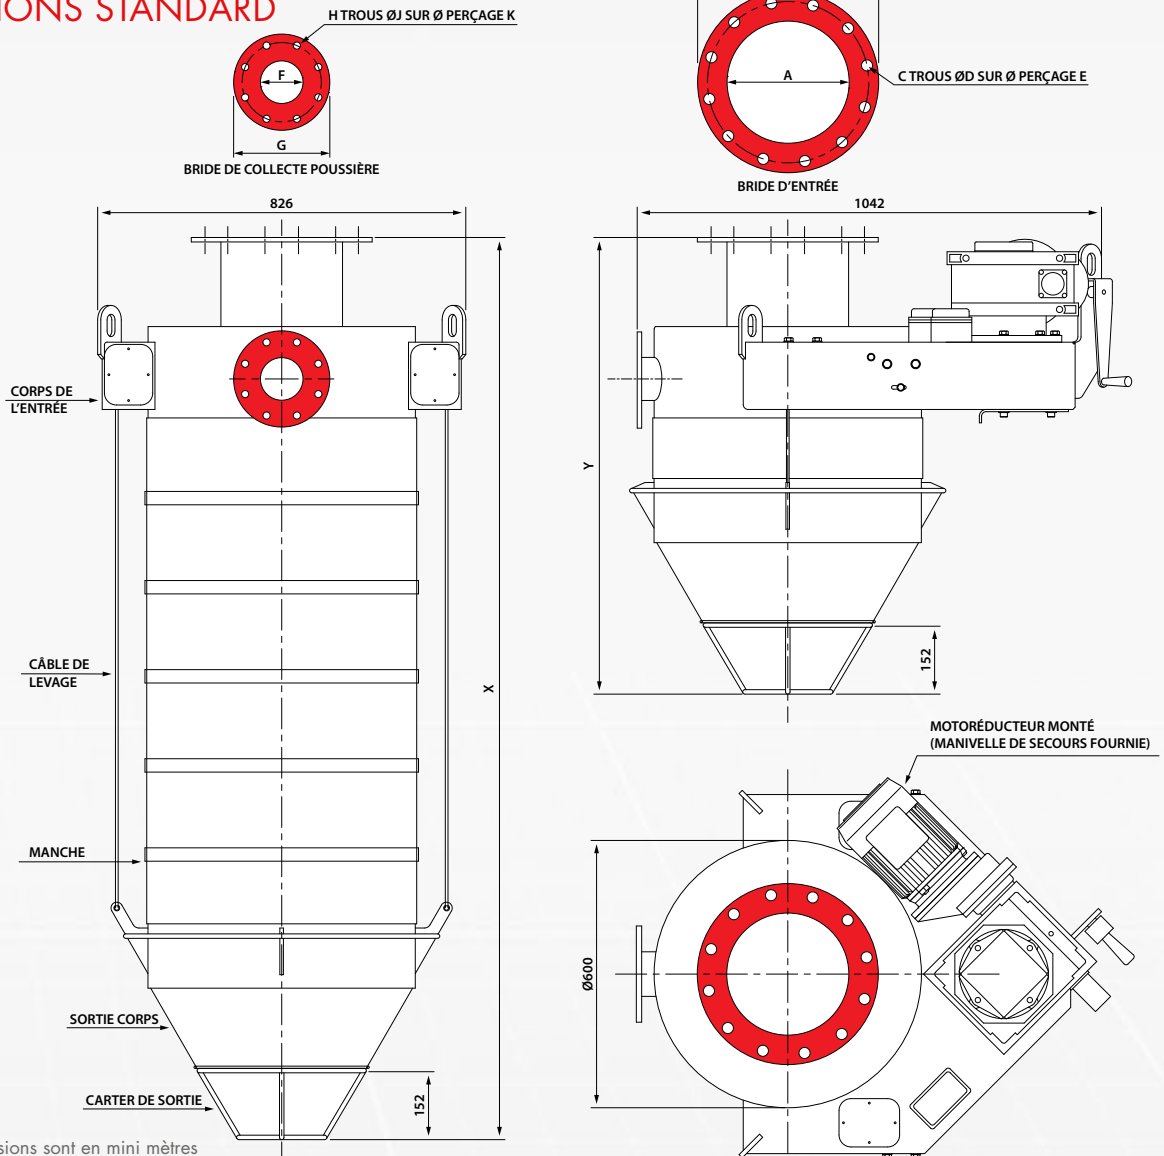 IONS STANDARD
H TROUS ØJ SUR Ø PERÇAGE K
F
G
BRIDE DE COLLECTE POUSSIÈRE
A
C TROUS ØD SUR Ø PERÇAGE E
BRIDE D'ENTRÉE
826
1042
CORPS DE
L'ENTRÉE
CÂBLE DE
LEVAGE
MANCHE
SORTIE CORPS
CARTER DE SORTIE
X
152
Y
152
MOTORÉDUCTEUR MONTÉ
(MANIVELLE DE SECOURS FOURNIE)
Ø600
sions sont en mini mètres